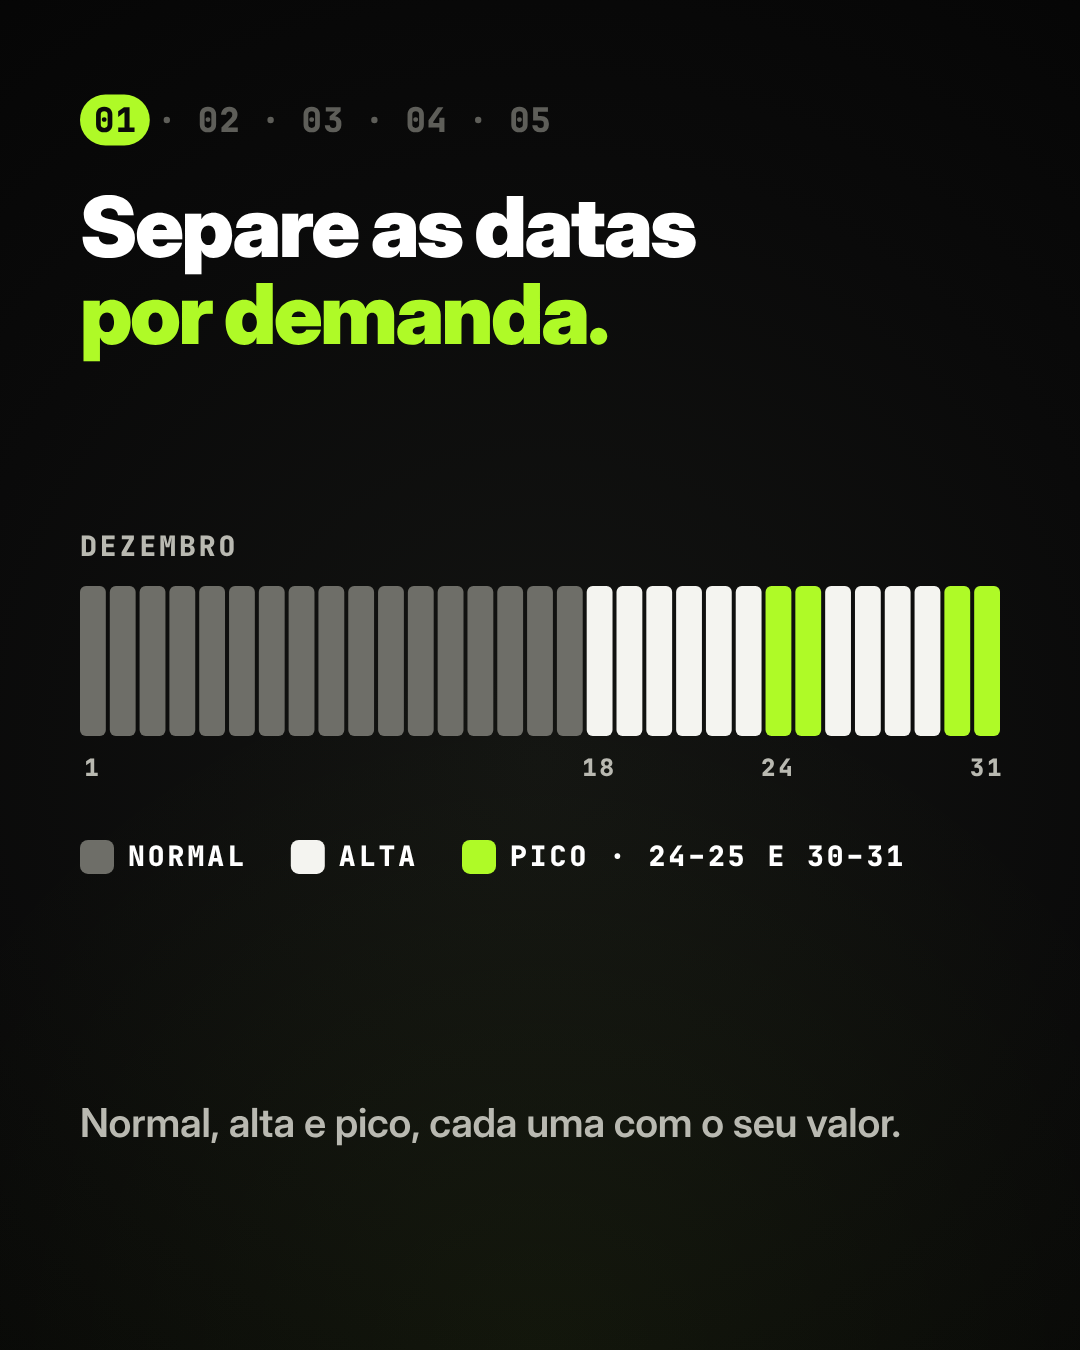 01 · 02 · 03 · 04 · 05
Separe as datas
por demanda.
DEZEMBRO
1 18 24 31
NORMAL ALTA PICO · 24–25 E 30–31
Normal, alta e pico, cada uma com o seu valor.